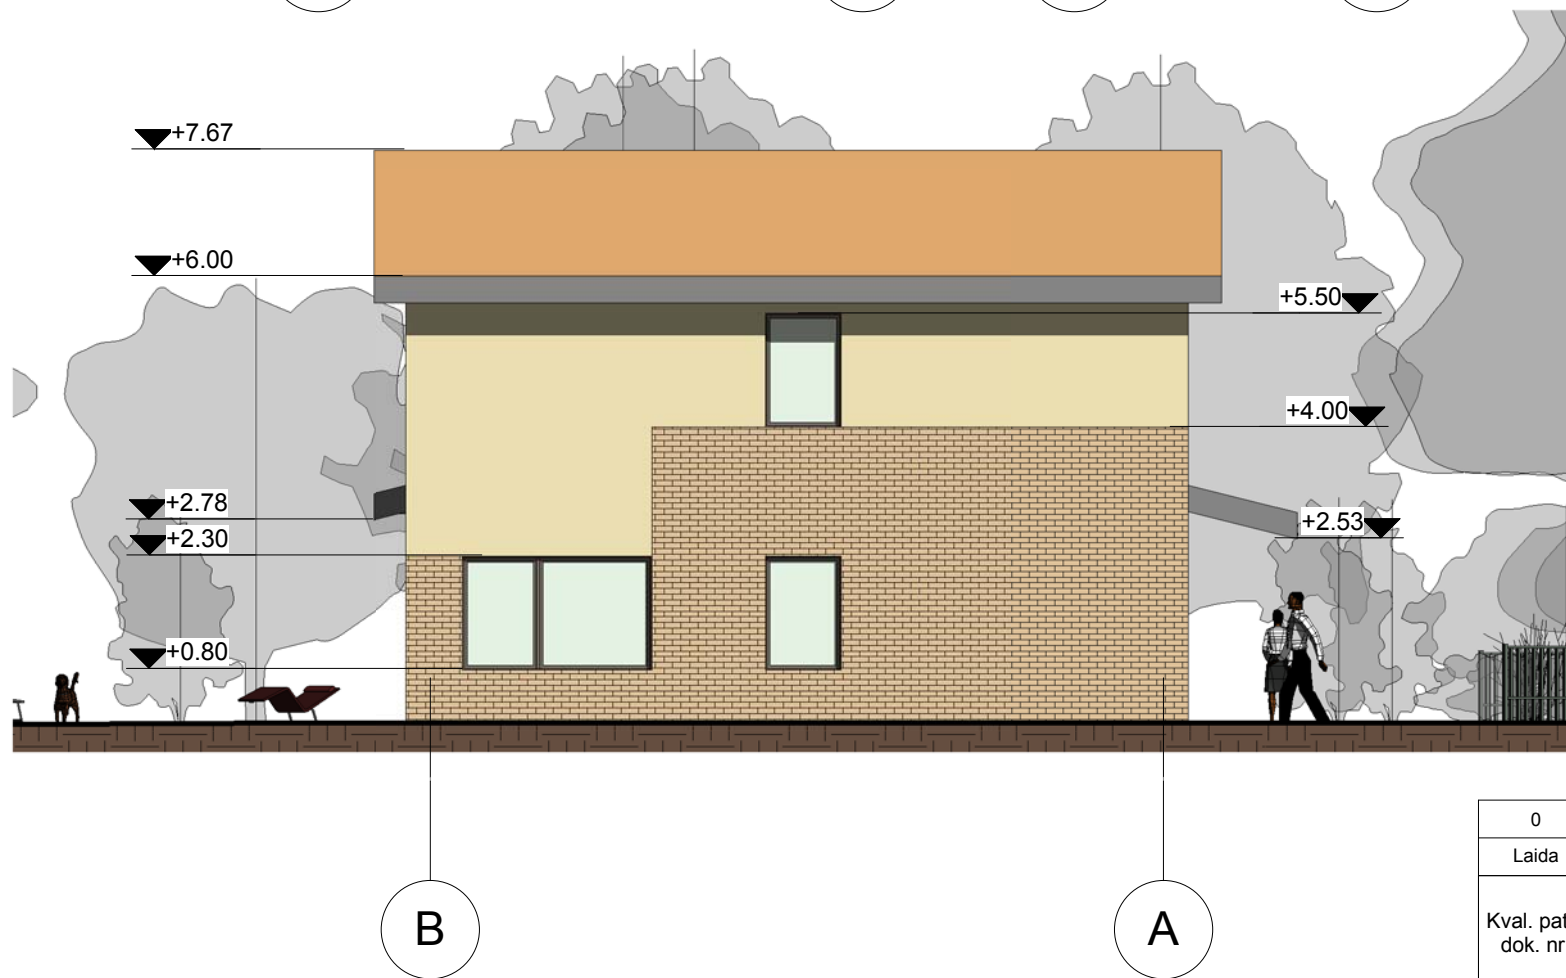 +7.67
+6.00
+5.50
+4.00
+2.78
+2.53
+2.30
+0.80
0
Laida
Kval. pat
dok. nr
B
A